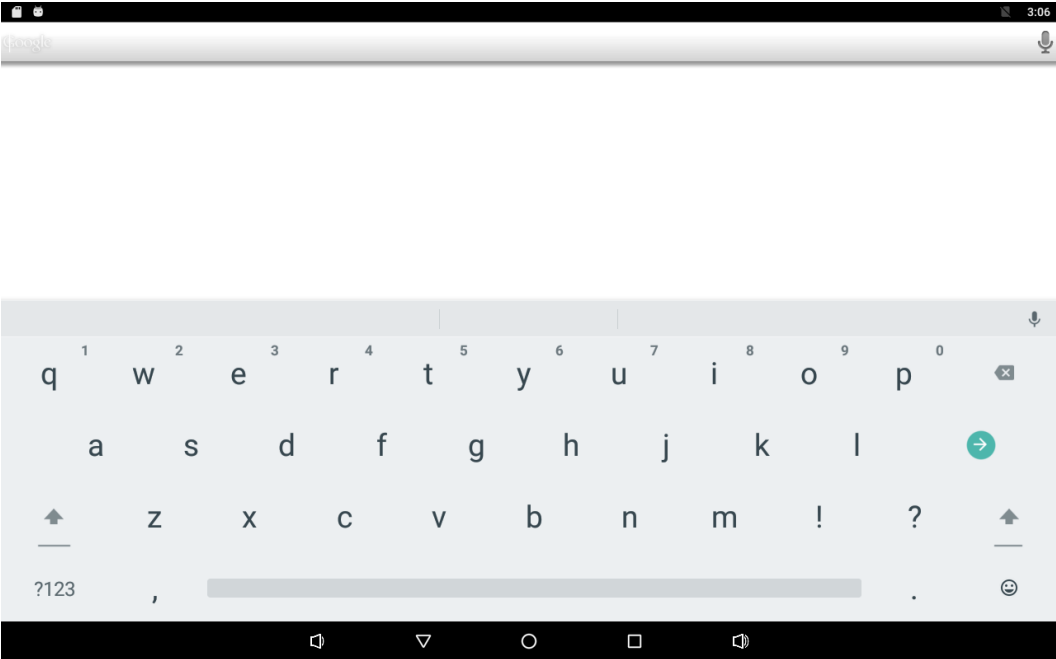 3:06
Google
1 2 3 4 5 6 7 8 9 0
q w e r t y u i o p
a s d f g h j k l
z x c v b n m ! ?
?123 , .